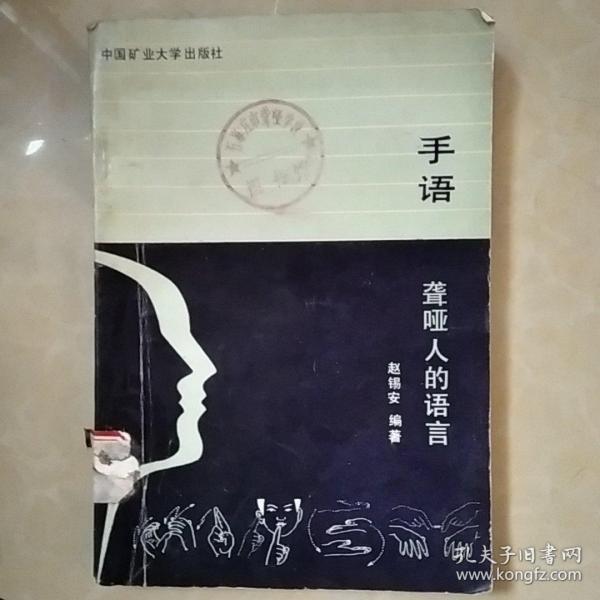 中国矿业大学出版社
手语
聋哑人的语言
赵锡安 编著
孔夫子旧书网
www.kongfz.com